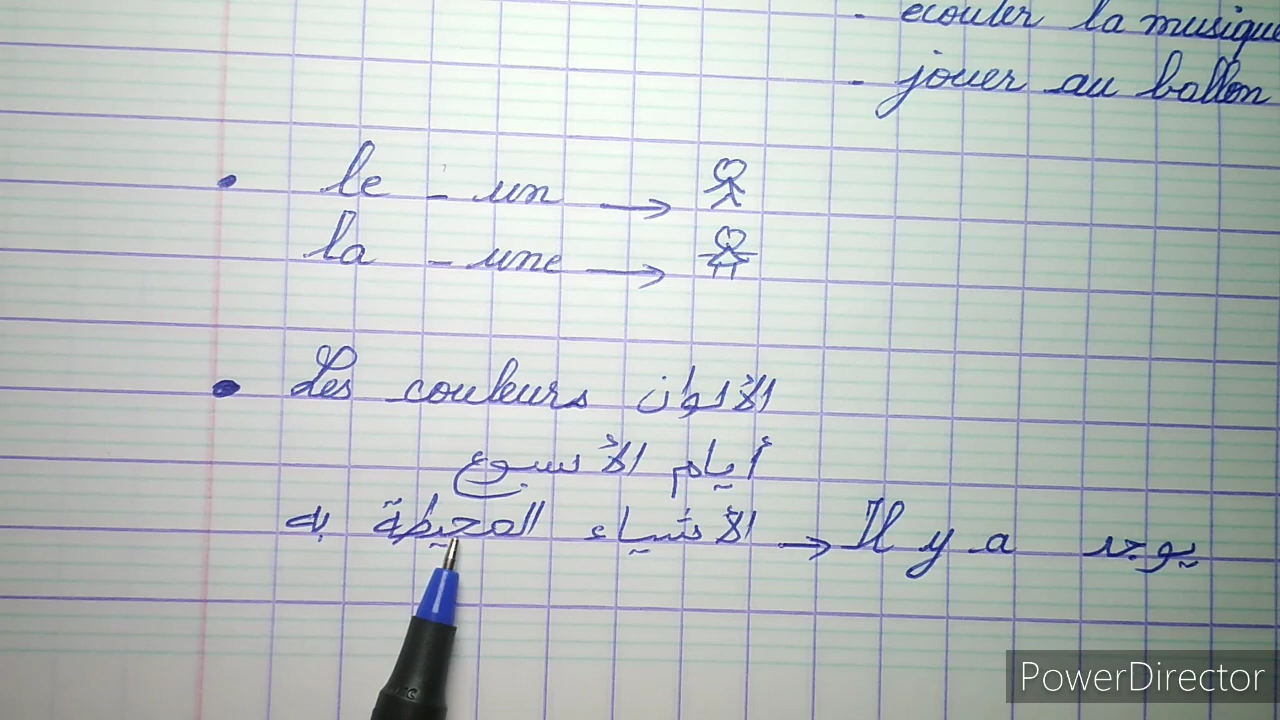 - ecouter la musique
- jouer au ballon
• le - un →
la - une →
• Les couleurs الألوان
أيام الأسبوع
الأشياء المحيطة بك → Il y a يوجد
PowerDirector